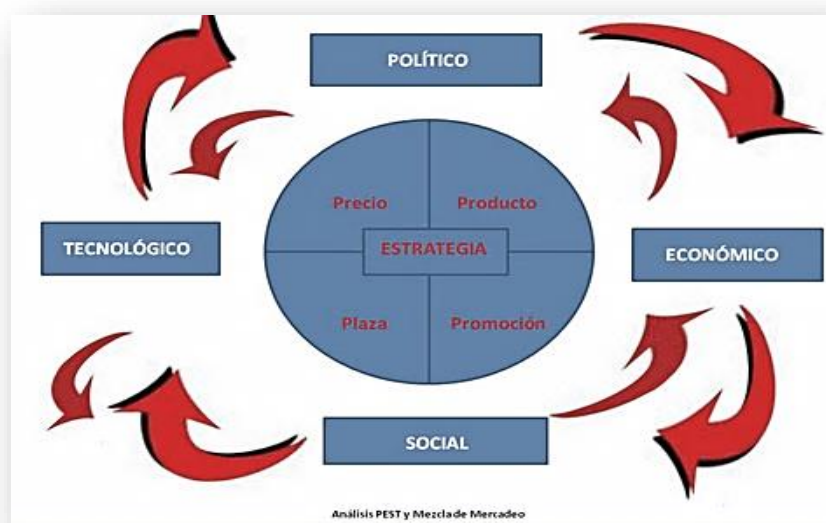 POLÍTICO
Precio Producto
TECNOLÓGICO ESTRATEGIA ECONÓMICO
Plaza Promoción
SOCIAL
Análisis PEST y Mezcla de Mercadeo